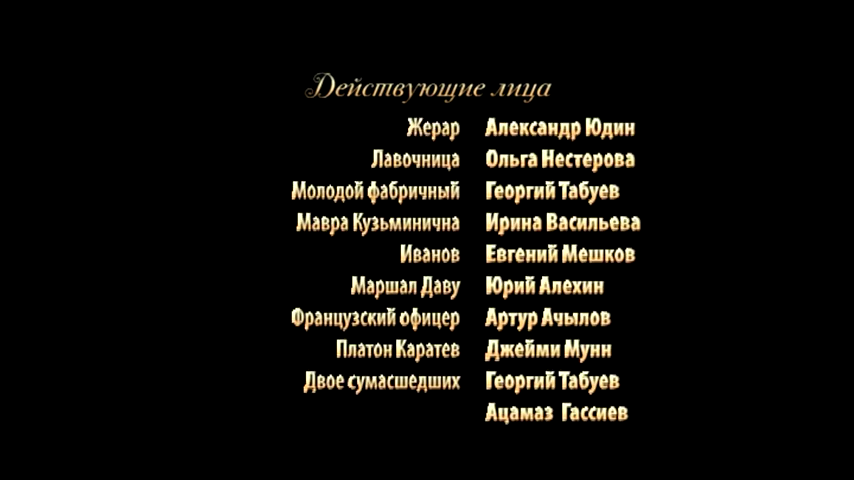 Действующие лица
Жерар Александр Юдин
Лавочница Ольга Нестерова
Молодой фабричный Георгий Табуев
Мавра Кузьминична Ирина Васильева
Иванов Евгений Мешков
Маршал Даву Юрий Алехин
Французский офицер Артур Ачылов
Платон Каратев Джейми Мунн
Двое сумасшедших Георгий Табуев
Ацамаз Гассиев